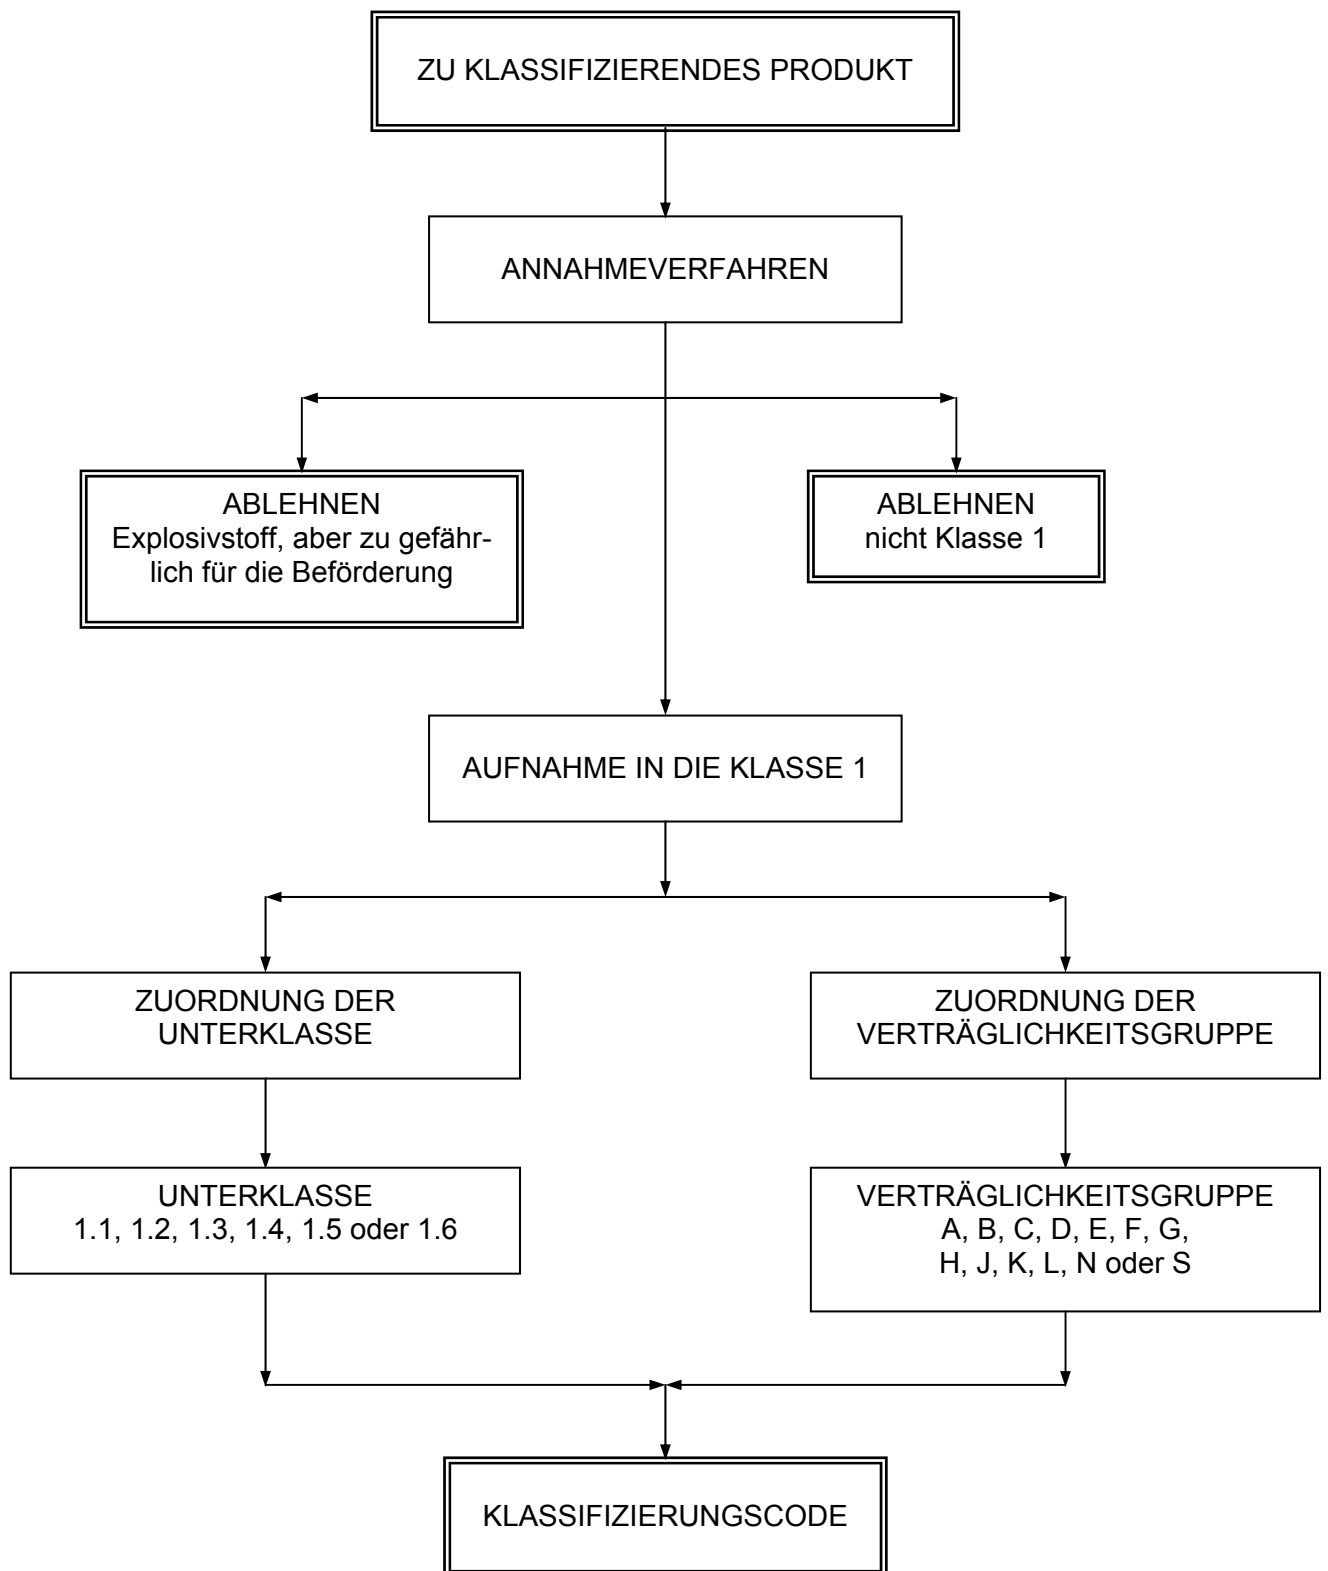 ZU KLASSIFIZIERENDES PRODUKT
ANNAHMEVERFAHREN
ABLEHNEN
Explosivstoff, aber zu gefähr-
lich für die Beförderung
ABLEHNEN
nicht Klasse 1
AUFNAHME IN DIE KLASSE 1
ZUORDNUNG DER
UNTERKLASSE
ZUORDNUNG DER
VERTRÄGLICHKEITSGRUPPE
UNTERKLASSE
1.1, 1.2, 1.3, 1.4, 1.5 oder 1.6
VERTRÄGLICHKEITSGRUPPE
A, B, C, D, E, F, G,
H, J, K, L, N oder S
KLASSIFIZIERUNGSCODE